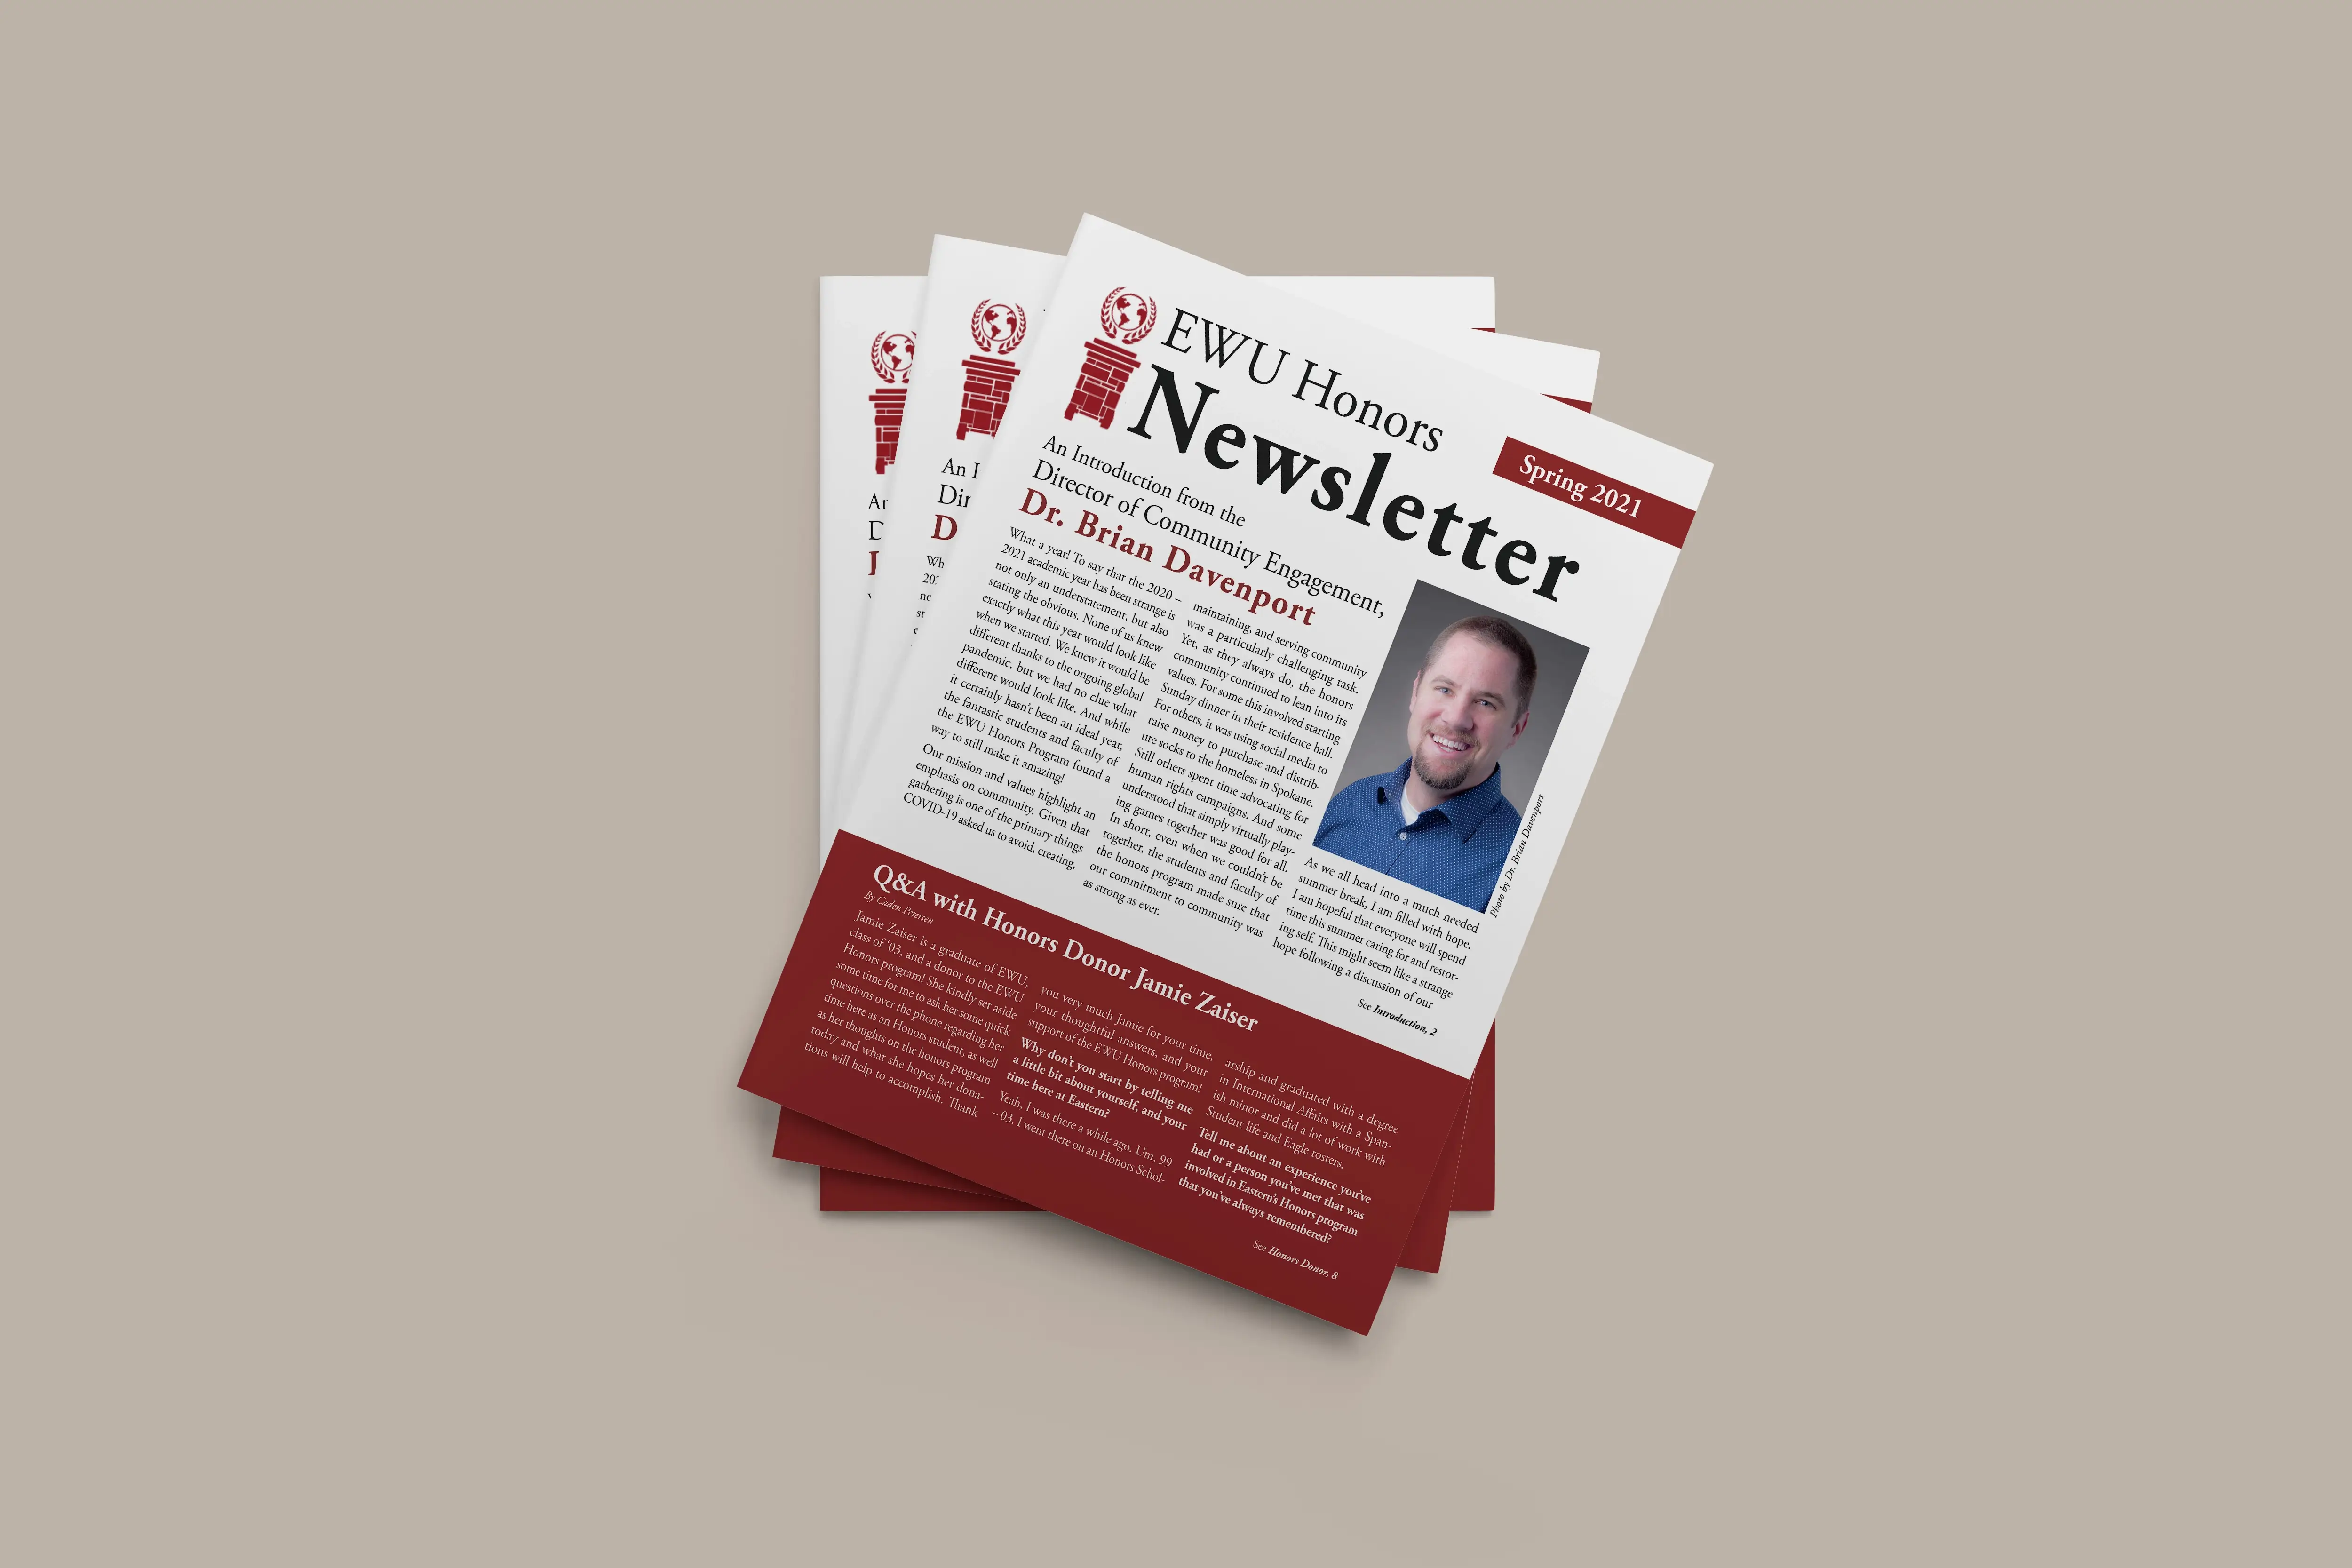 EWU Honors
Newsletter
Spring 2021
An Introduction from the
Director of Community Engagement,
Dr. Brian Davenport
What a year! To say that the 2020 –
2021 academic year has been strange is
not only an understatement, but also
stating the obvious. None of us knew
exactly what this year would look like
when we started. We knew it would be
different thanks to the ongoing global
pandemic, but we had no clue what
different would look like. And while
it certainly hasn't been an ideal year,
the fantastic students and faculty of
the EWU Honors Program found a
way to still make it amazing!
Our mission and values highlight an
emphasis on community. Given that
gathering is one of the primary things
COVID-19 asked us to avoid, creating,
maintaining, and serving community
was a particularly challenging task.
Yet, as they always do, the honors
community continued to lean into its
values. For some this involved starting
Sunday dinner in their residence hall.
For others, it was using social media to
raise money to purchase and distrib-
ute socks to the homeless in Spokane.
Still others spent time advocating for
human rights campaigns. And some
understood that simply virtually play-
ing games together was good for all.
In short, even when we couldn't be
together, the students and faculty of
the honors program made sure that
our commitment to community was
as strong as ever.
Photo by Dr. Brian Davenport
As we all head into a much needed
summer break, I am filled with hope.
I am hopeful that everyone will spend
time this summer caring for and restor-
ing self. This might seem like a strange
hope following a discussion of our
See Introduction, 2
Q&A with Honors Donor Jamie Zaiser
By Caden Petersen
Jamie Zaiser is a graduate of EWU,
class of '03, and a donor to the EWU
Honors program! She kindly set aside
some time for me to ask her some quick
questions over the phone regarding her
time here as an Honors student, as well
as her thoughts on the honors program
today and what she hopes her dona-
tions will help to accomplish. Thank
you very much Jamie for your time,
your thoughtful answers, and your
support of the EWU Honors program!
Why don't you start by telling me
a little bit about yourself, and your
time here at Eastern?
Yeah, I was there a while ago. Um, 99
– 03. I went there on an Honors Schol-
arship and graduated with a degree
in International Affairs with a Span-
ish minor and did a lot of work with
Student life and Eagle rosters.
Tell me about an experience you've
had or a person you've met that was
involved in Eastern's Honors program
that you've always remembered?
See Honors Donor, 8